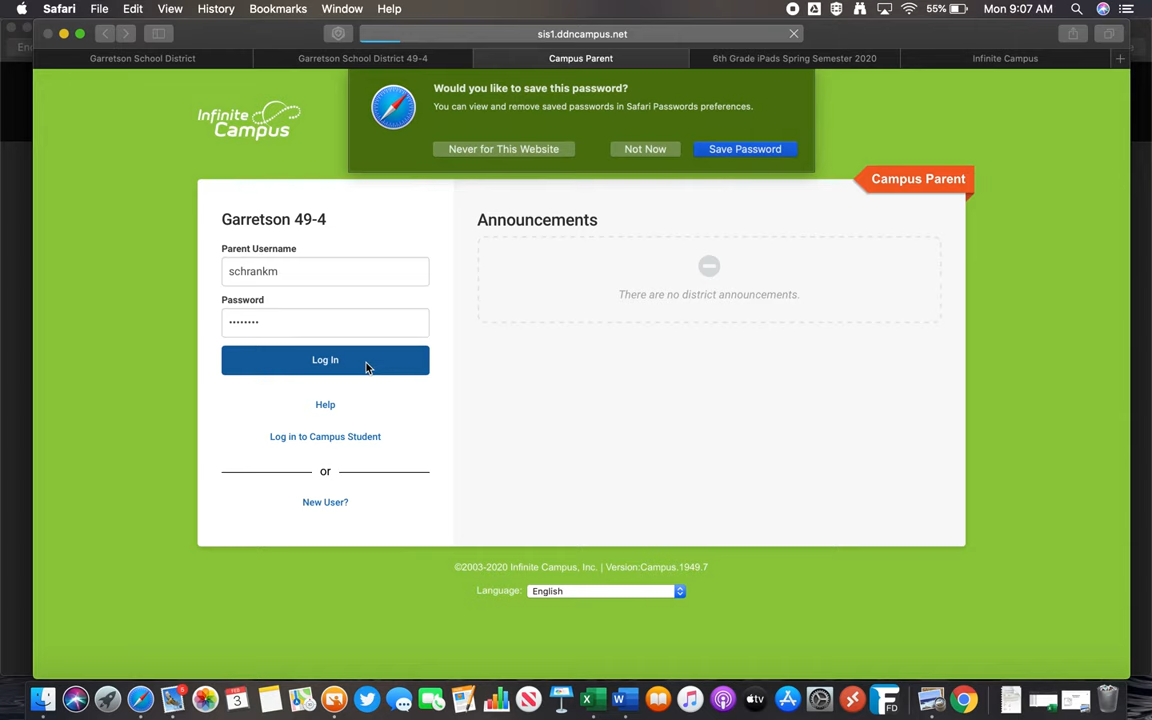 Safari File Edit View History Bookmarks Window Help 55% Mon 9:07 AM
sis1.ddncampus.net
Garretson School District Garretson School District 49-4 Campus Parent 6th Grade iPads Spring Semester 2020 Infinite Campus
Would you like to save this password?
You can view and remove saved passwords in Safari Passwords preferences.
Never for This Website Not Now Save Password
Infinite
Campus
Campus Parent
Garretson 49-4
Parent Username
schrankm
Password
••••••••
Log In
Help
Log in to Campus Student
or
New User?
Announcements
There are no district announcements.
©2003-2020 Infinite Campus, Inc. | Version:Campus.1949.7
Language: English